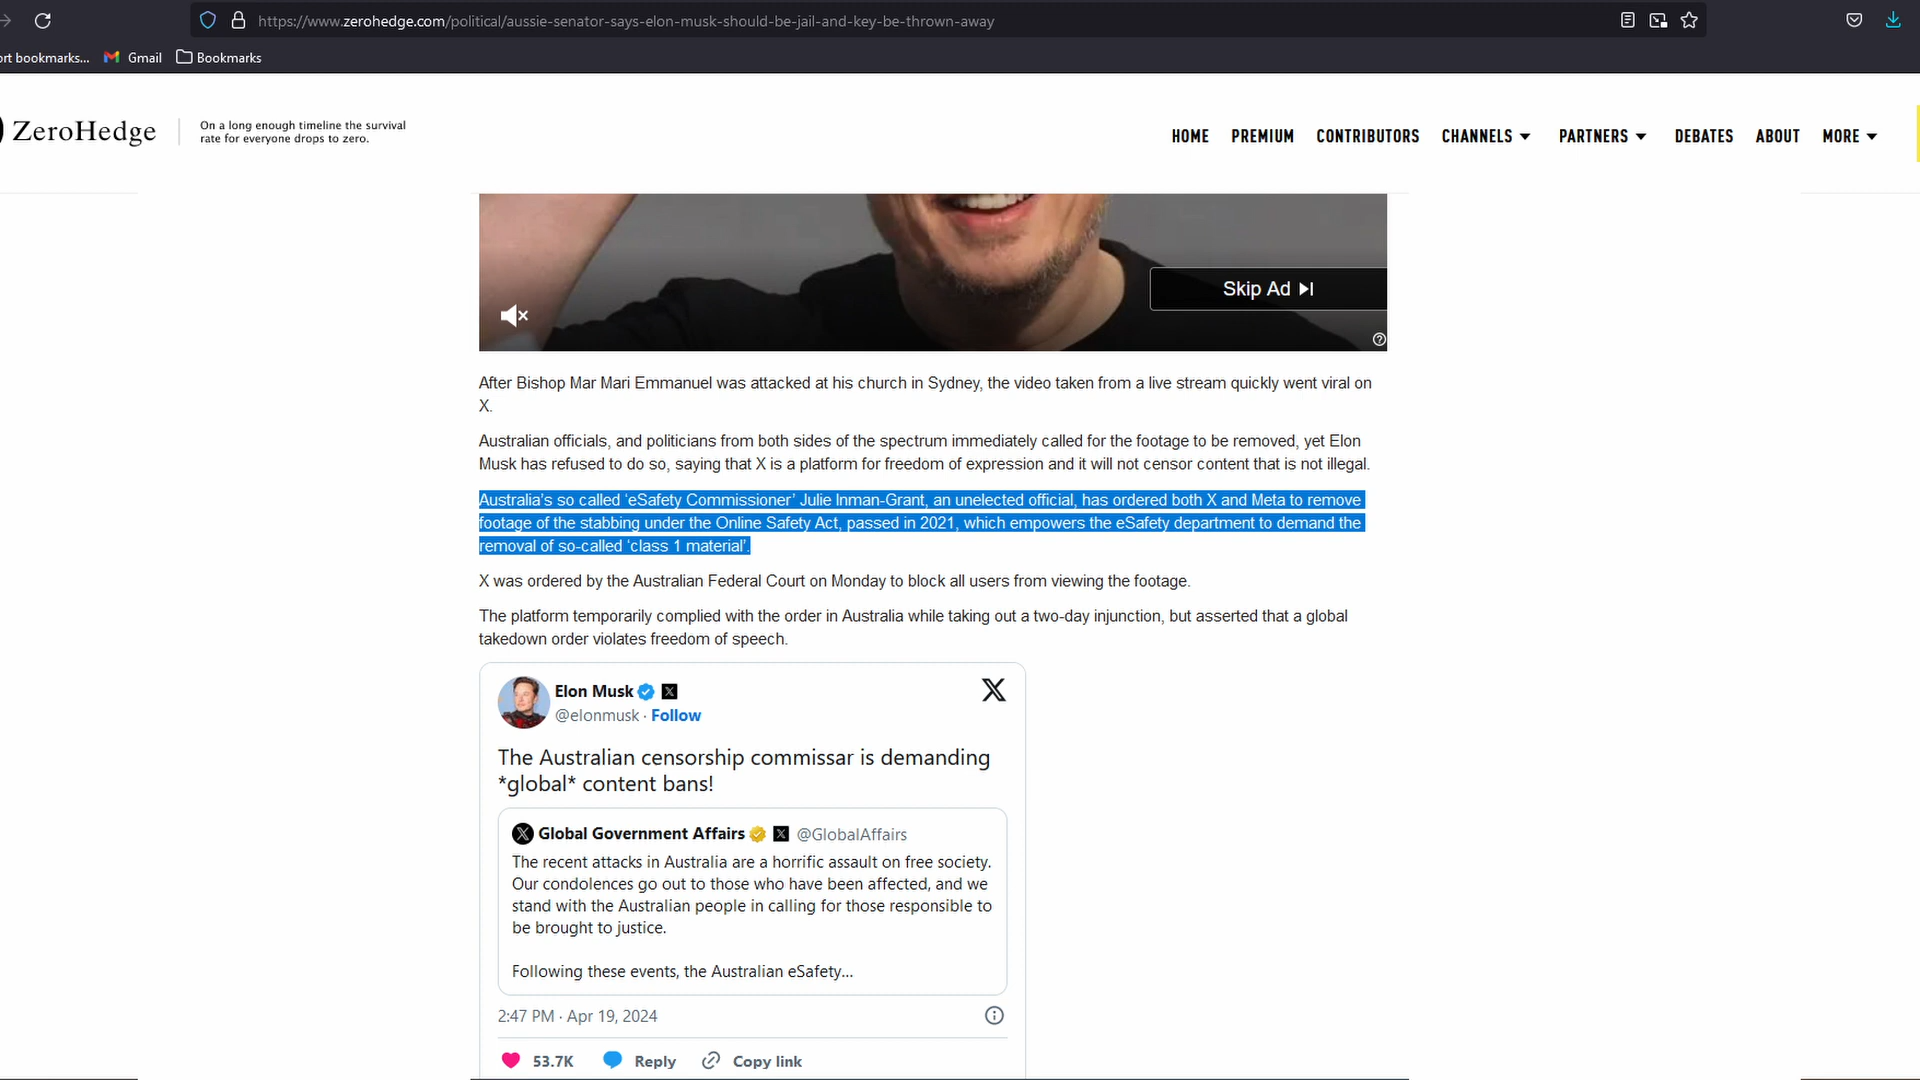 https://www.zerohedge.com/political/aussie-senator-says-elon-musk-should-be-jail-and-key-be-thrown-away
ort bookmarks... Gmail Bookmarks
ZeroHedge
On a long enough timeline the survival
rate for everyone drops to zero.
HOME PREMIUM CONTRIBUTORS CHANNELS PARTNERS DEBATES ABOUT MORE
Skip Ad
After Bishop Mar Mari Emmanuel was attacked at his church in Sydney, the video taken from a live stream quickly went viral on
X.
Australian officials, and politicians from both sides of the spectrum immediately called for the footage to be removed, yet Elon
Musk has refused to do so, saying that X is a platform for freedom of expression and it will not censor content that is not illegal.
Australia’s so called ‘eSafety Commissioner’ Julie Inman-Grant, an unelected official, has ordered both X and Meta to remove
footage of the stabbing under the Online Safety Act, passed in 2021, which empowers the eSafety department to demand the
removal of so-called ‘class 1 material’.
X was ordered by the Australian Federal Court on Monday to block all users from viewing the footage.
The platform temporarily complied with the order in Australia while taking out a two-day injunction, but asserted that a global
takedown order violates freedom of speech.
Elon Musk
@elonmusk · Follow
The Australian censorship commissar is demanding
*global* content bans!
Global Government Affairs @GlobalAffairs
The recent attacks in Australia are a horrific assault on free society.
Our condolences go out to those who have been affected, and we
stand with the Australian people in calling for those responsible to
be brought to justice.
Following these events, the Australian eSafety...
2:47 PM · Apr 19, 2024
53.7K Reply Copy link